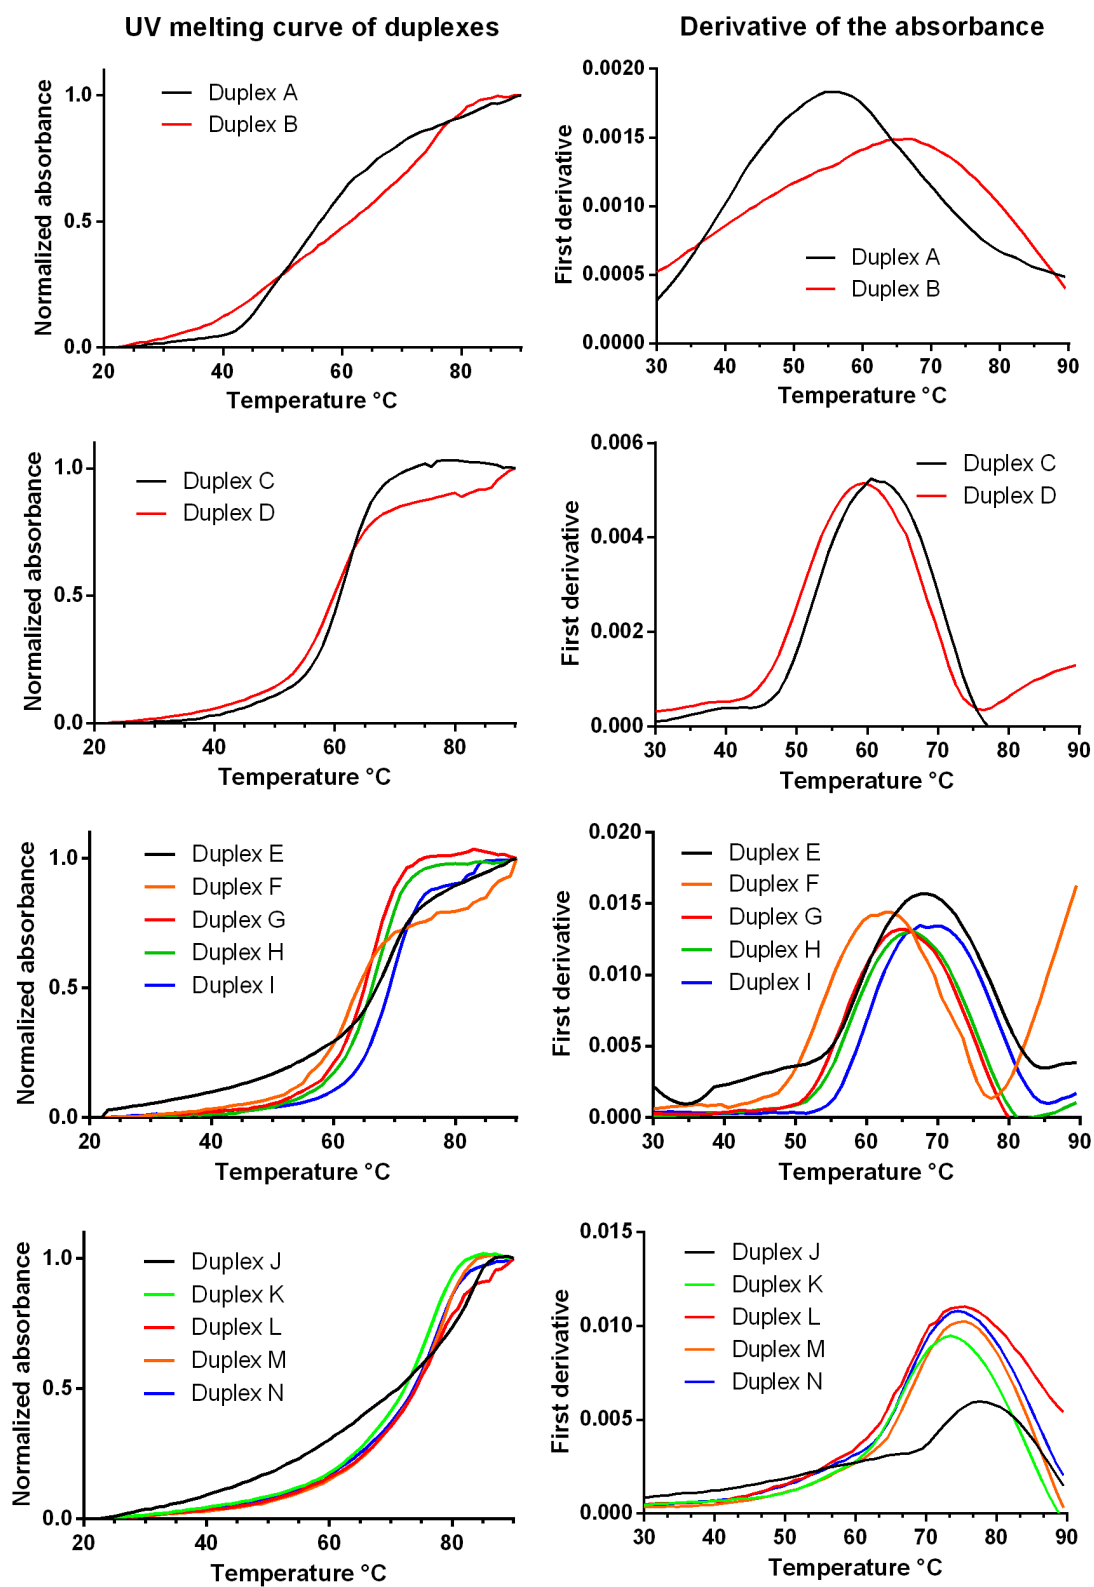 UV melting curve of duplexes
Derivative of the absorbance
Normalized absorbance
1.0
0.5
0.0
Duplex A
Duplex B
20
40
60
80
Temperature °C
First derivative
0.0020
0.0015
0.0010
0.0005
0.0000
Duplex A
Duplex B
30
40
50
60
70
80
90
Temperature °C
Normalized absorbance
1.0
0.5
0.0
Duplex C
Duplex D
20
40
60
80
Temperature °C
First derivative
0.006
0.004
0.002
0.000
Duplex C
Duplex D
30
40
50
60
70
80
90
Temperature °C
Normalized absorbance
1.0
0.5
0.0
Duplex E
Duplex F
Duplex G
Duplex H
Duplex I
20
40
60
80
Temperature °C
First derivative
0.020
0.015
0.010
0.005
0.000
Duplex E
Duplex F
Duplex G
Duplex H
Duplex I
30
40
50
60
70
80
90
Temperature °C
Normalized absorbance
1.0
0.5
0.0
Duplex J
Duplex K
Duplex L
Duplex M
Duplex N
20
40
60
80
Temperature °C
First derivative
0.015
0.010
0.005
0.000
Duplex J
Duplex K
Duplex L
Duplex M
Duplex N
30
40
50
60
70
80
90
Temperature °C